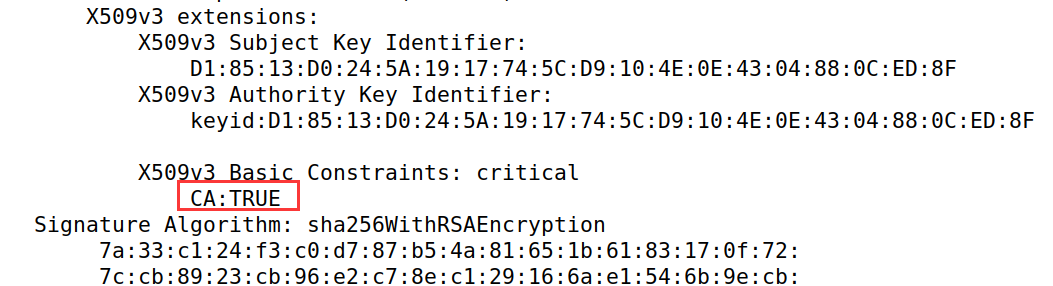 X509v3 extensions:
X509v3 Subject Key Identifier:
D1:85:13:D0:24:5A:19:17:74:5C:D9:10:4E:0E:43:04:88:0C:ED:8F
X509v3 Authority Key Identifier:
keyid:D1:85:13:D0:24:5A:19:17:74:5C:D9:10:4E:0E:43:04:88:0C:ED:8F
X509v3 Basic Constraints: critical
CA:TRUE
Signature Algorithm: sha256WithRSAEncryption
7a:33:c1:24:f3:c0:d7:87:b5:4a:81:65:1b:61:83:17:0f:72:
7c:cb:89:23:cb:96:e2:c7:8e:c1:29:16:6a:e1:54:6b:9e:cb: